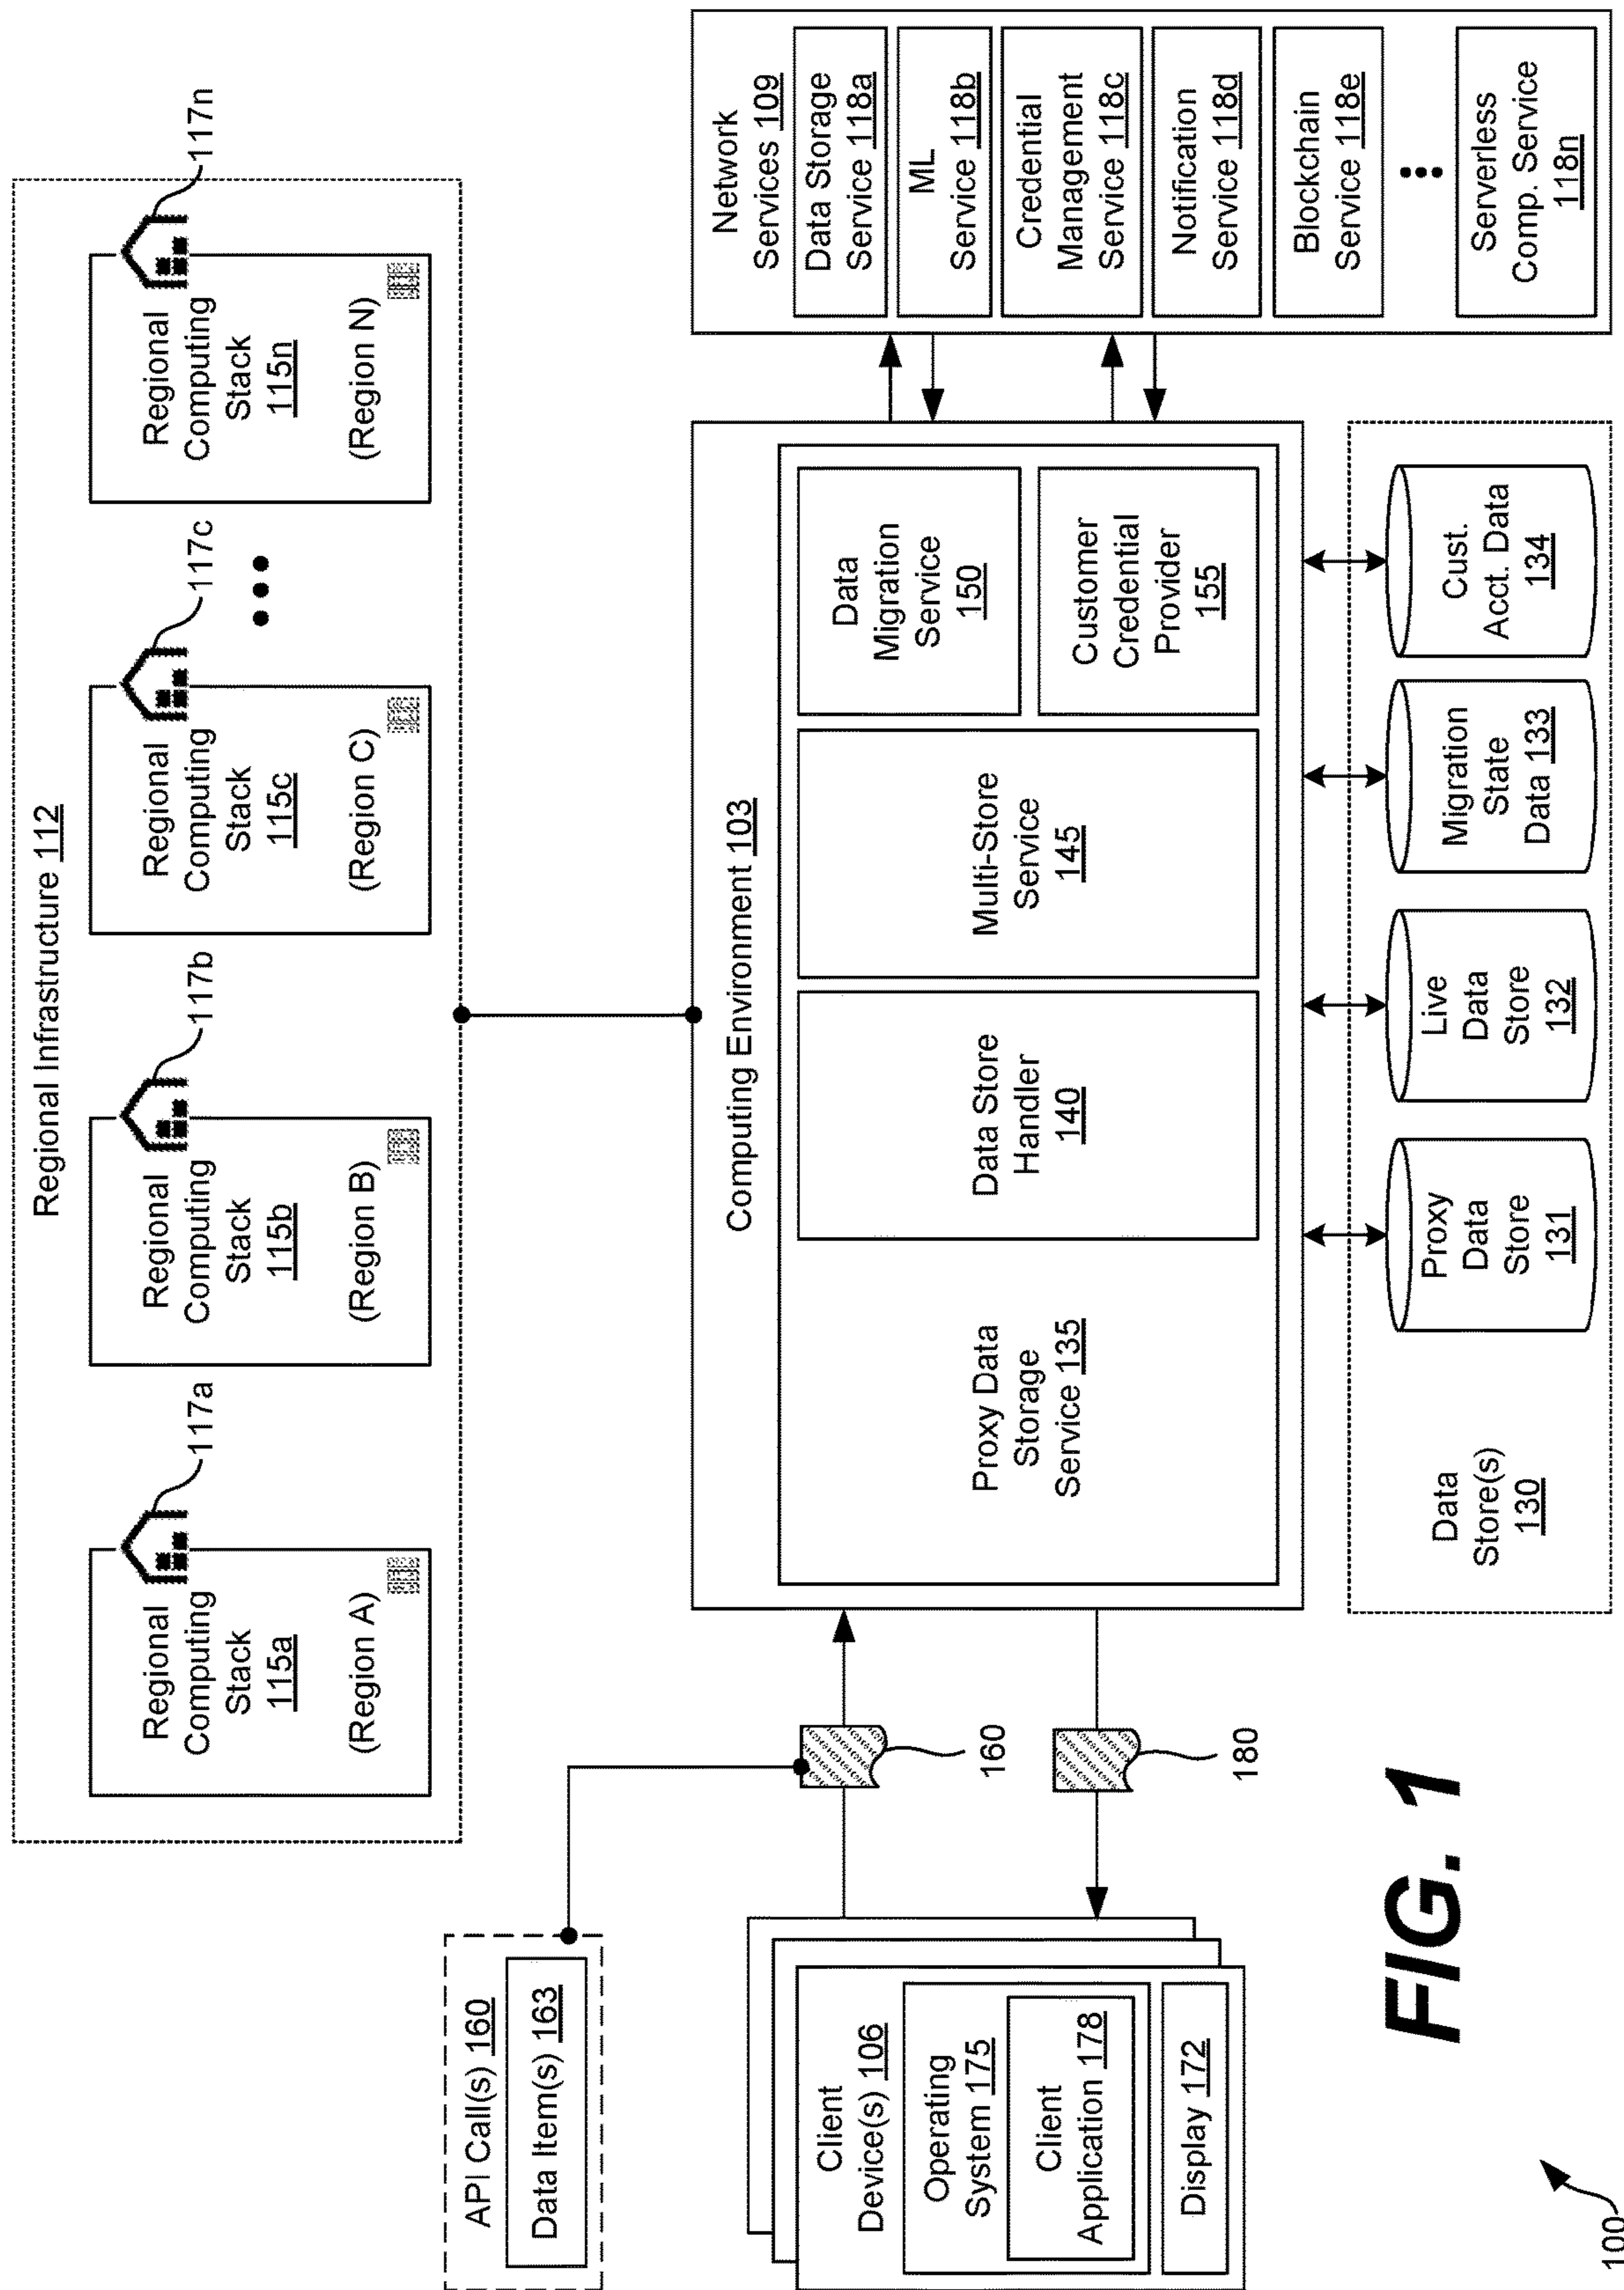 Regional Infrastructure 112
Regional
Computing
Stack
115a
(Region A)
117a
Regional
Computing
Stack
115b
(Region B)
117b
Regional
Computing
Stack
115c
(Region C)
117c
Regional
Computing
Stack
115n
(Region N)
117n
API Call(s) 160
Data Item(s) 163
Client
Device(s) 106
Operating
System 175
Client
Application 178
Display 172
160
180
Computing Environment 103
Proxy Data
Storage
Service 135
Data Store
Handler
140
Multi-Store
Service
145
Data
Migration
Service
150
Customer
Credential
Provider
155
Network
Services 109
Data Storage
Service 118a
ML
Service 118b
Credential
Management
Service 118c
Notification
Service 118d
Blockchain
Service 118e
Serverless
Comp. Service
118n
Data
Store(s)
130
Proxy
Data
Store
131
Live
Data
Store
132
Migration
State
Data 133
Cust.
Acct. Data
134
100
FIG. 1